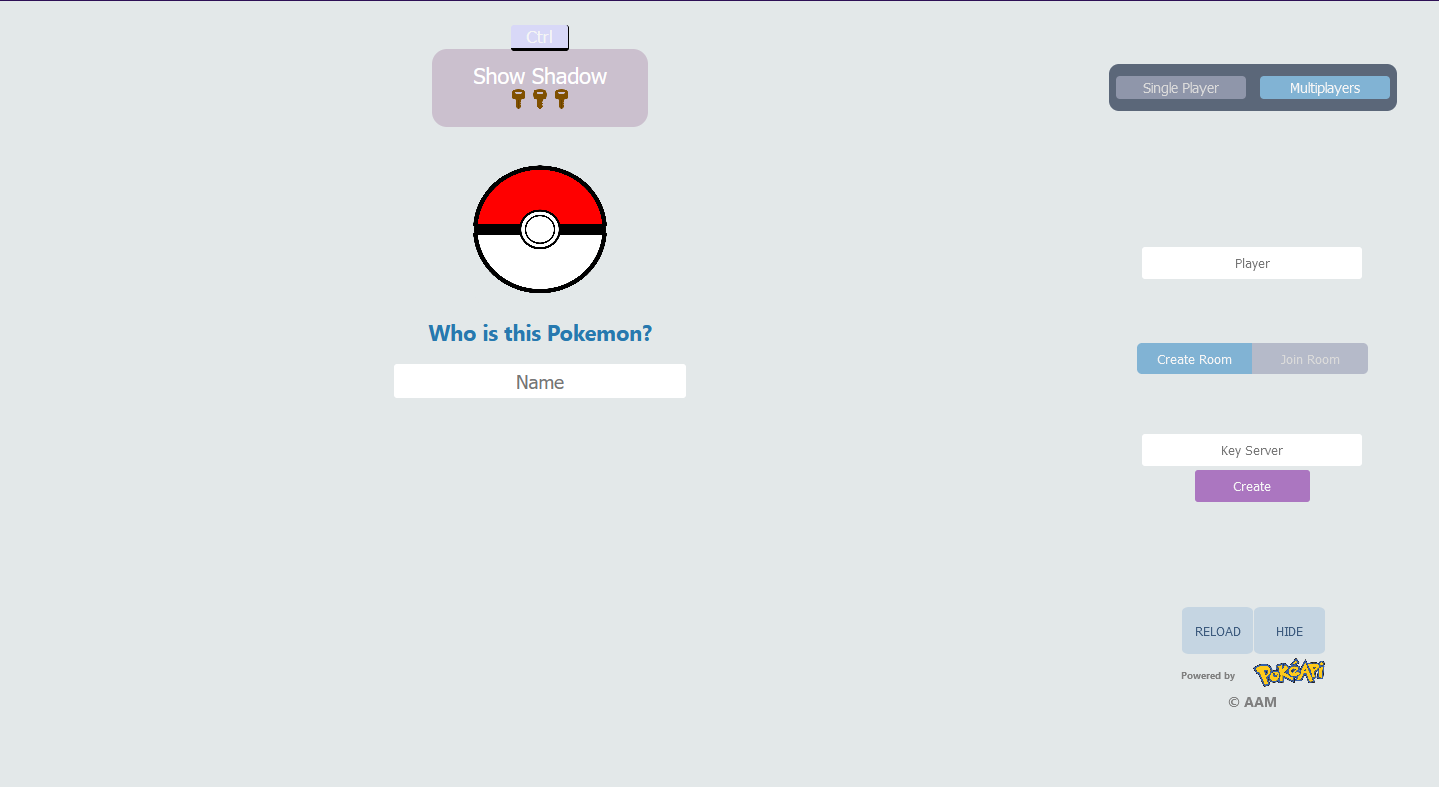 Ctrl
Show Shadow
Single Player
Multiplayers
Who is this Pokemon?
Name
Player
Create Room
Join Room
Key Server
Create
RELOAD
HIDE
Powered by PokéApi
© AAM